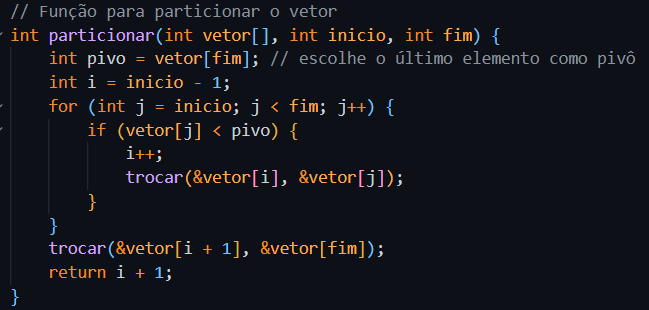 // Função para particionar o vetor
int particionar(int vetor[], int inicio, int fim) {
    int pivo = vetor[fim]; // escolhe o último elemento como pivô
    int i = inicio - 1;
    for (int j = inicio; j < fim; j++) {
        if (vetor[j] < pivo) {
            i++;
            trocar(&vetor[i], &vetor[j]);
        }
    }
    trocar(&vetor[i + 1], &vetor[fim]);
    return i + 1;
}